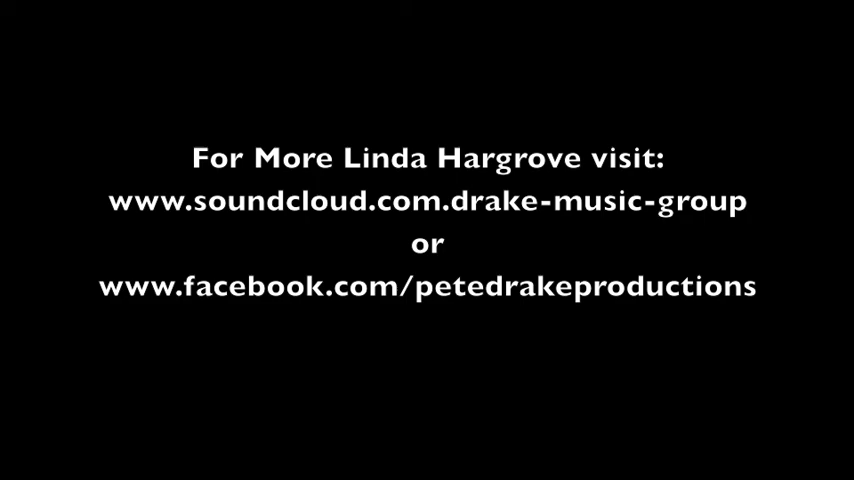 For More Linda Hargrove visit:
www.soundcloud.com.drake-music-group
or
www.facebook.com/petedrakeproductions